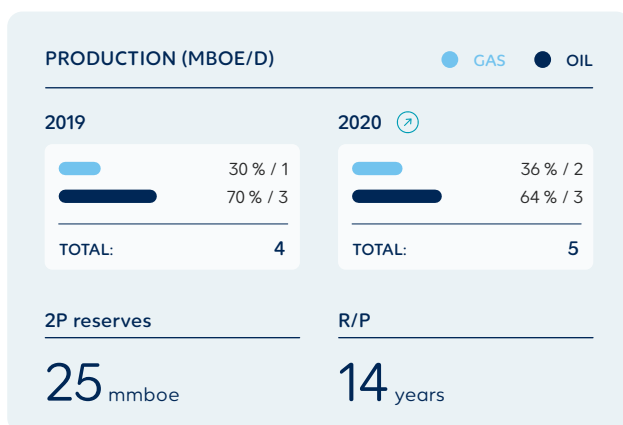 PRODUCTION (MBOE/D)
GAS
OIL
2019
30 % / 1
70 % / 3
TOTAL: 4
2020
36 % / 2
64 % / 3
TOTAL: 5
2P reserves
25 mmboe
R/P
14 years